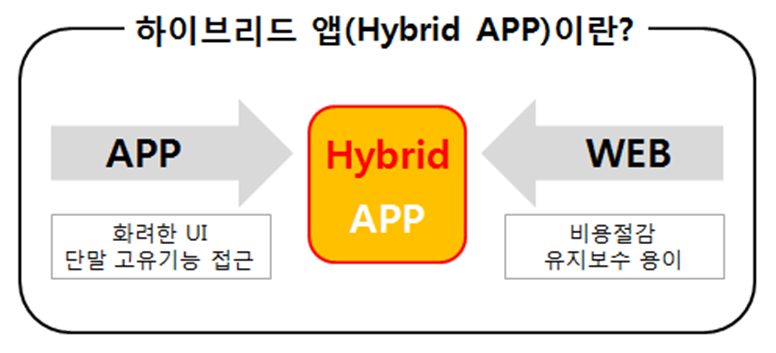 하이브리드 앱(Hybrid APP)이란?
APP
화려한 UI
단말 고유기능 접근
Hybrid
APP
WEB
비용절감
유지보수 용이